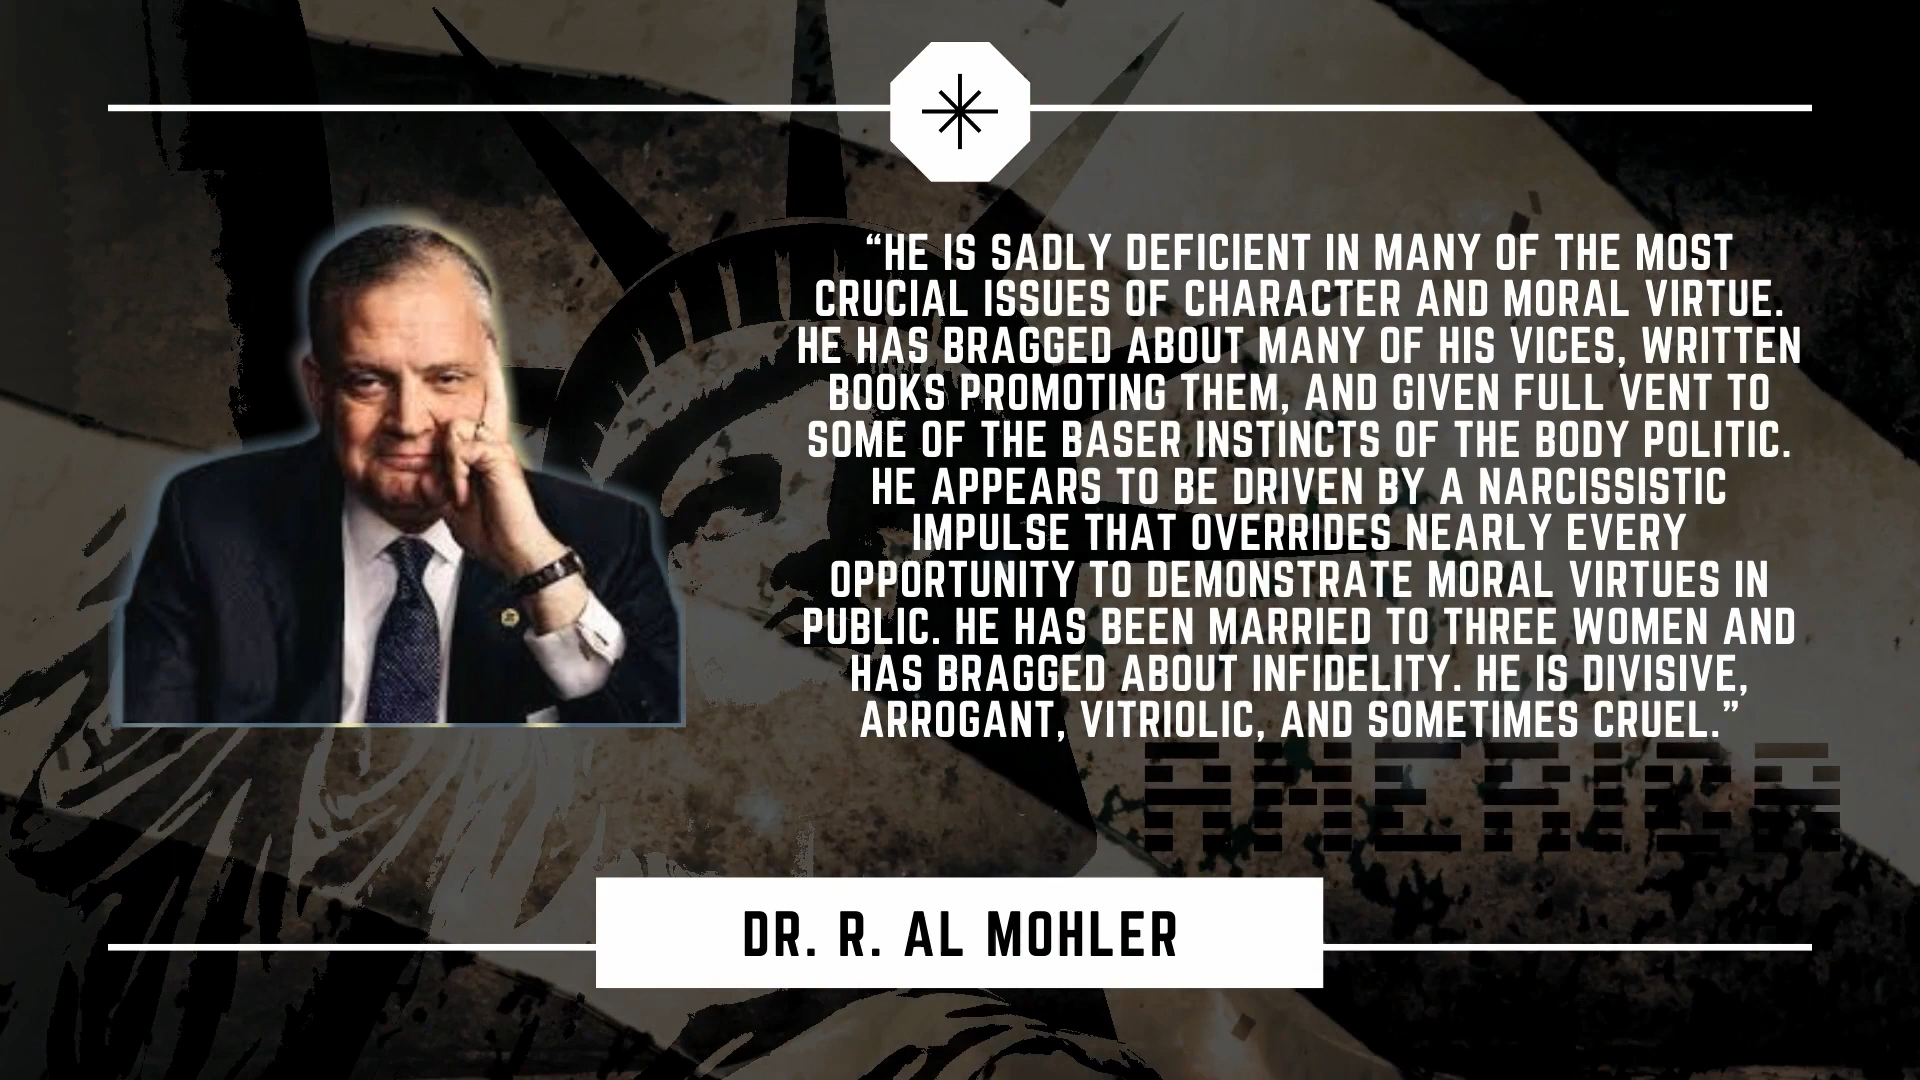 “HE IS SADLY DEFICIENT IN MANY OF THE MOST
CRUCIAL ISSUES OF CHARACTER AND MORAL VIRTUE.
HE HAS BRAGGED ABOUT MANY OF HIS VICES, WRITTEN
BOOKS PROMOTING THEM, AND GIVEN FULL VENT TO
SOME OF THE BASER INSTINCTS OF THE BODY POLITIC.
HE APPEARS TO BE DRIVEN BY A NARCISSISTIC
IMPULSE THAT OVERRIDES NEARLY EVERY
OPPORTUNITY TO DEMONSTRATE MORAL VIRTUES IN
PUBLIC. HE HAS BEEN MARRIED TO THREE WOMEN AND
HAS BRAGGED ABOUT INFIDELITY. HE IS DIVISIVE,
ARROGANT, VITRIOLIC, AND SOMETIMES CRUEL.”
AMERICA
DR. R. AL MOHLER